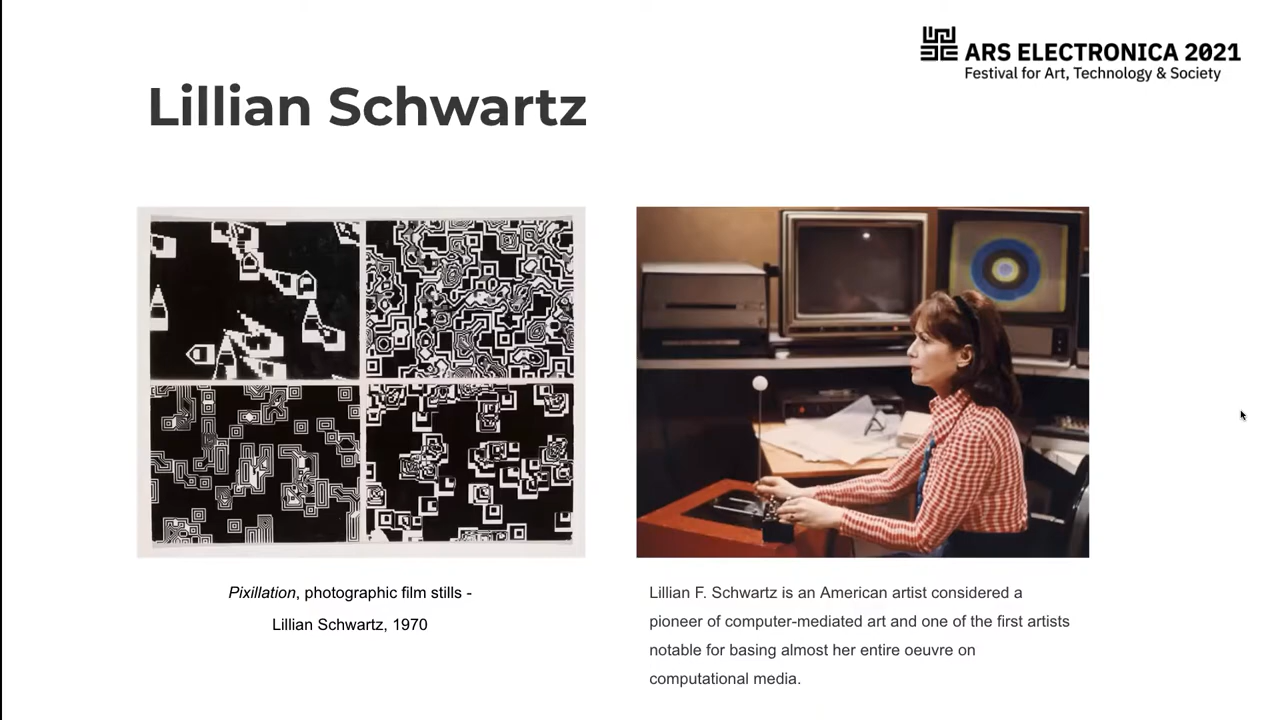 ARS ELECTRONICA 2021
Festival for Art, Technology & Society
Lillian Schwartz
Pixillation, photographic film stills -
Lillian Schwartz, 1970
Lillian F. Schwartz is an American artist considered a
pioneer of computer-mediated art and one of the first artists
notable for basing almost her entire oeuvre on
computational media.